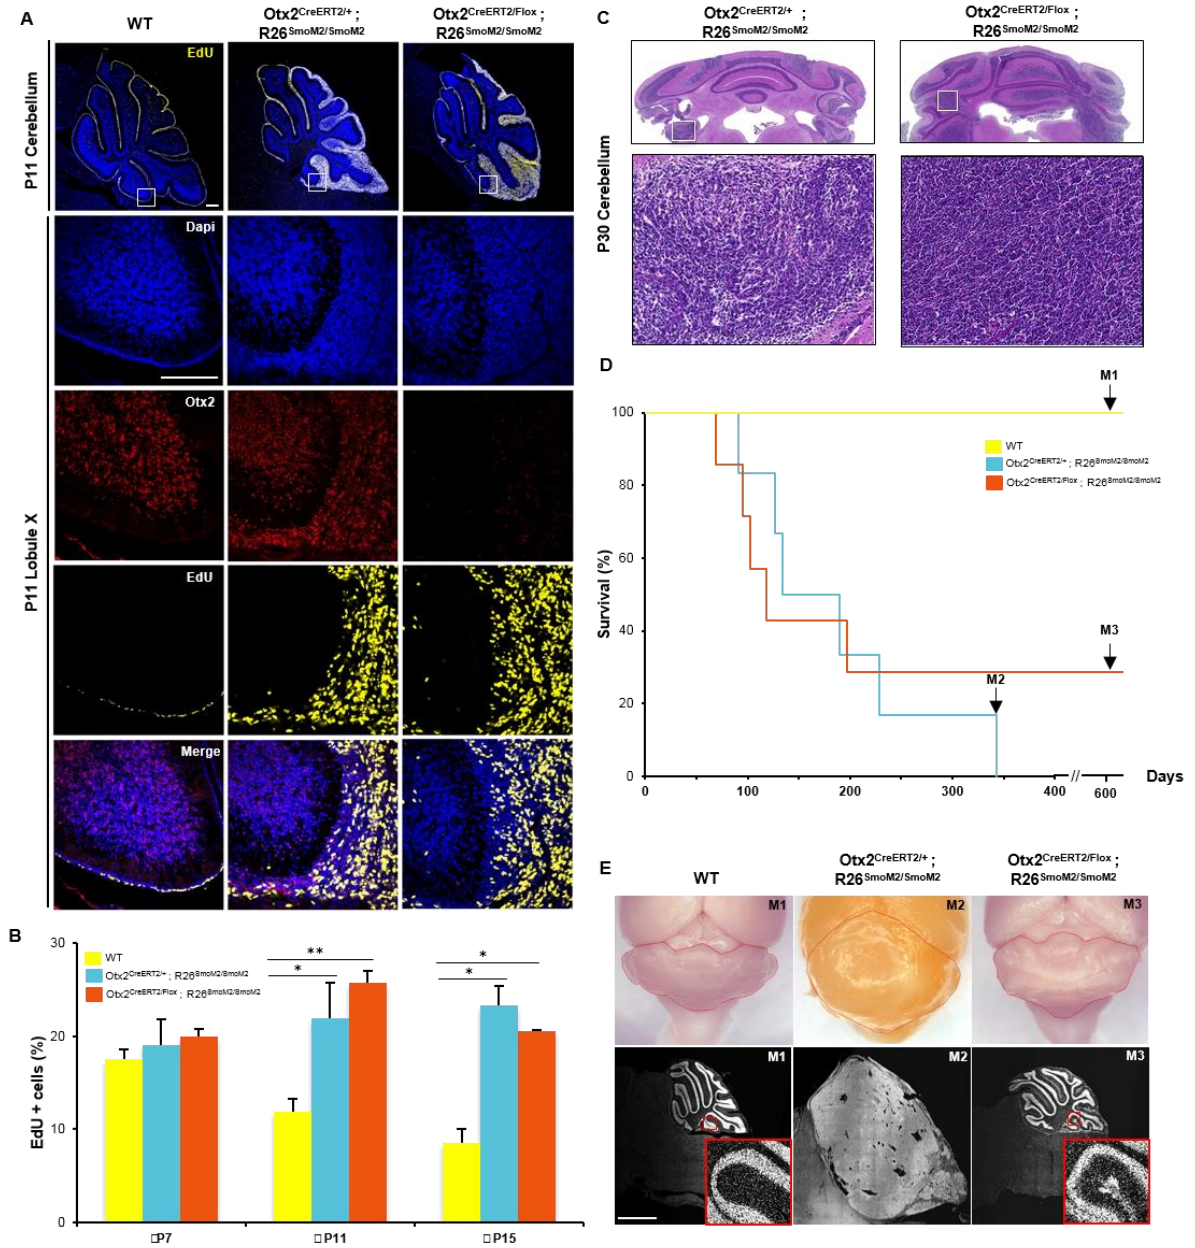 A
WT
Otx2CreERT2/+ ;
R26SmoM2/SmoM2
Otx2CreERT2/Flox ;
R26SmoM2/SmoM2
P11 Cerebellum
EdU
P11 Lobule X
Dapi
Otx2
EdU
Merge
B
30
20
10
0
EdU + cells (%)
WT
Otx2CreERT2/+ ; R26SmoM2/SmoM2
Otx2CreERT2/Flox ; R26SmoM2/SmoM2
**
*
*
*
□P7
□ P11
□ P15
C
Otx2CreERT2/+ ;
R26SmoM2/SmoM2
Otx2CreERT2/Flox ;
R26SmoM2/SmoM2
P30 Cerebellum
D
M1
100
80
60
40
20
0
Survival (%)
WT
Otx2CreERT2/+ ; R26SmoM2/SmoM2
Otx2CreERT2/Flox ; R26SmoM2/SmoM2
M3
M2
0
100
200
300
400
//
600
Days
E
WT
Otx2CreERT2/+ ;
R26SmoM2/SmoM2
Otx2CreERT2/Flox ;
R26SmoM2/SmoM2
M1
M2
M3
M1
M2
M3